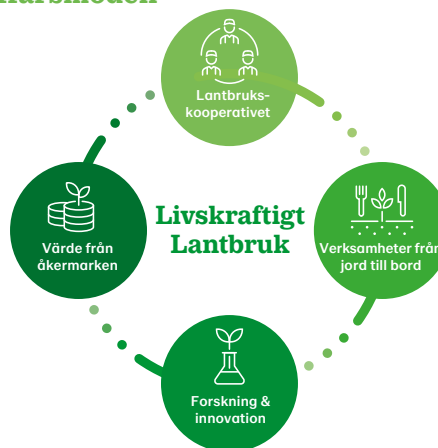 Lantbruks-
kooperativet
Livskraftigt
Lantbruk
Värde från
åkermarken
Verksamheter från
jord till bord
Forskning &
innovation